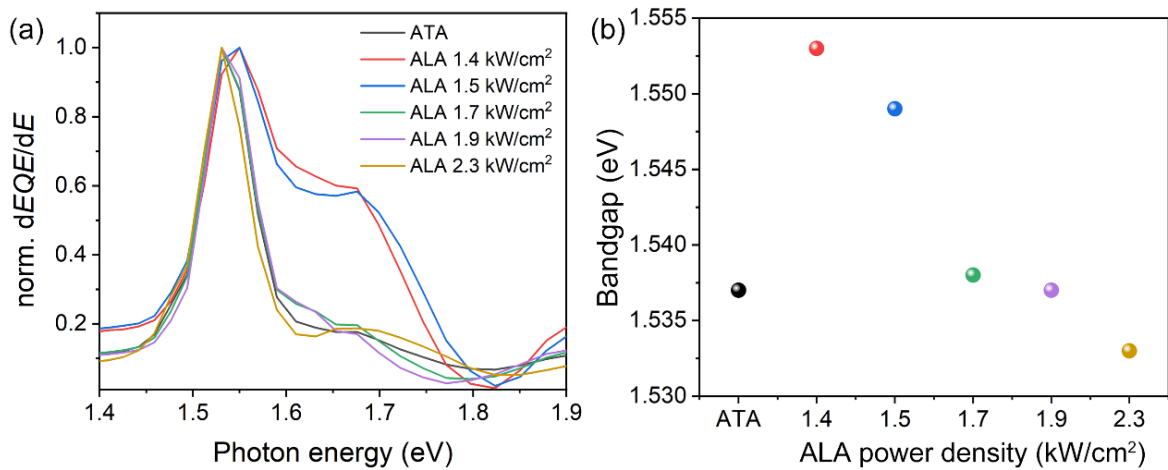 (a)
norm. dEQE/dE
1.0
0.8
0.6
0.4
0.2
ATA
ALA 1.4 kW/cm²
ALA 1.5 kW/cm²
ALA 1.7 kW/cm²
ALA 1.9 kW/cm²
ALA 2.3 kW/cm²
1.4 1.5 1.6 1.7 1.8 1.9
Photon energy (eV)
(b)
Bandgap (eV)
1.555
1.550
1.545
1.540
1.535
1.530
ATA 1.4 1.5 1.7 1.9 2.3
ALA power density (kW/cm²)